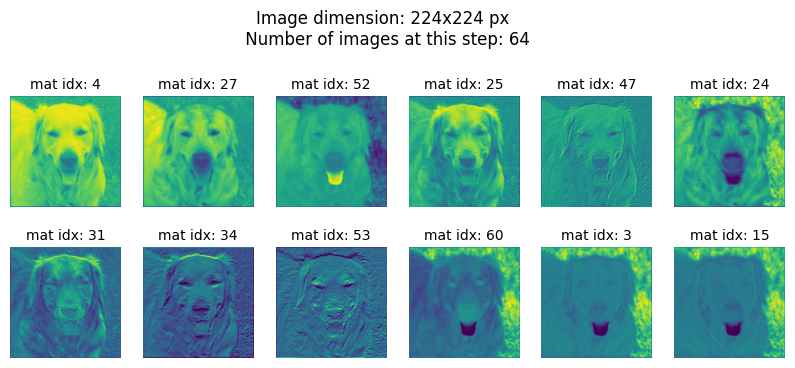 Image dimension: 224x224 px
Number of images at this step: 64
mat idx: 4
mat idx: 27
mat idx: 52
mat idx: 25
mat idx: 47
mat idx: 24
mat idx: 31
mat idx: 34
mat idx: 53
mat idx: 60
mat idx: 3
mat idx: 15